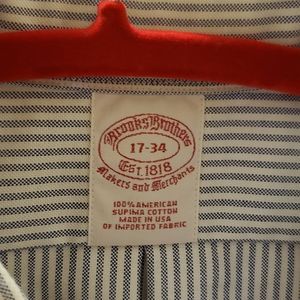 Brooks Brothers
17-34
Est. 1818
Makers and Merchants
100% AMERICAN
SUPIMA COTTON
MADE IN USA
OF IMPORTED FABRIC